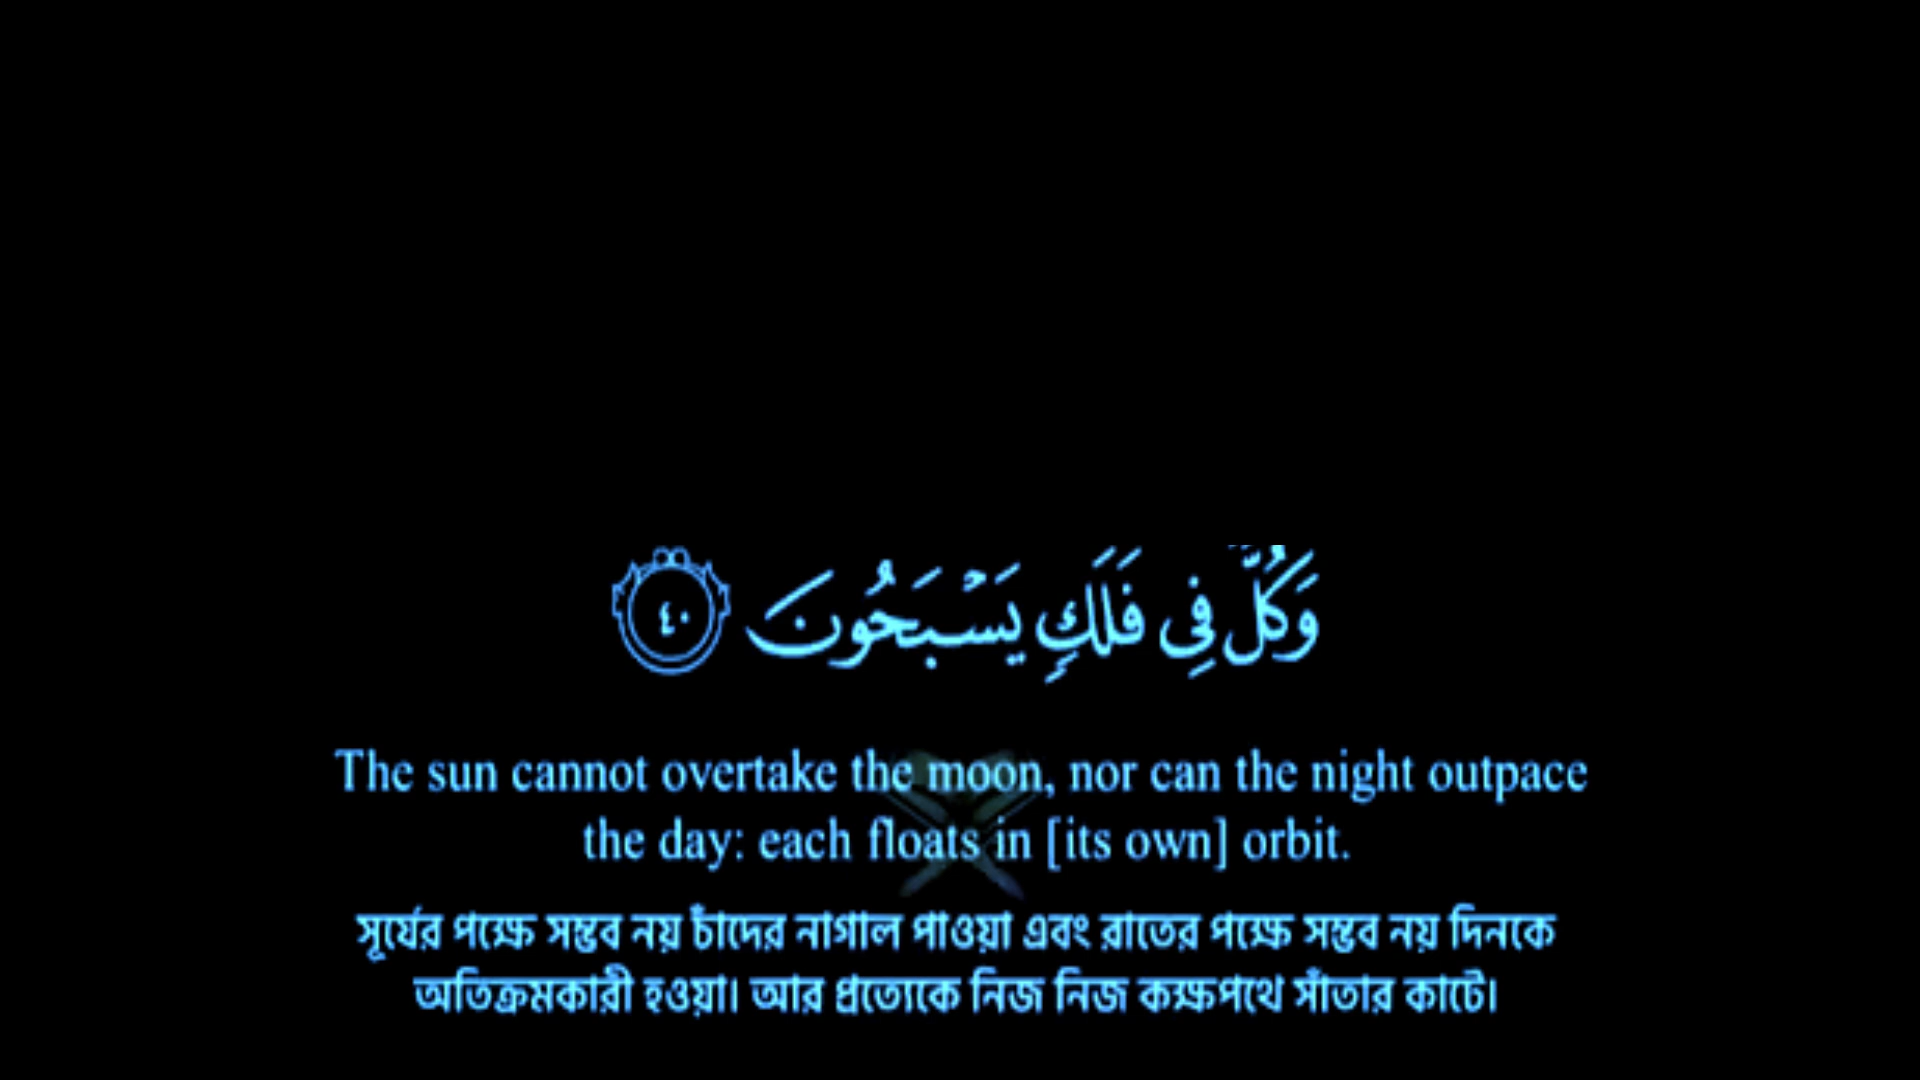 وَكُلٌّ فِى فَلَكٍ يَسْبَحُونَ ٤٠
The sun cannot overtake the moon, nor can the night outpace
the day: each floats in [its own] orbit.
সূর্যের পক্ষে সম্ভব নয় চাঁদের নাগাল পাওয়া এবং রাতের পক্ষে সম্ভব নয় দিনকে
অতিক্রমকারী হওয়া। আর প্রত্যেকে নিজ নিজ কক্ষপথে সাঁতার কাটে।